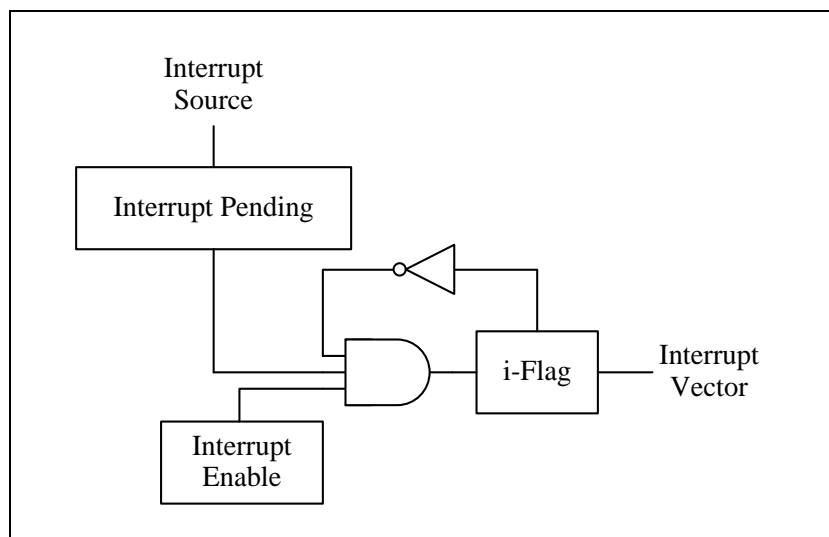 Interrupt
Source
Interrupt Pending
i-Flag
Interrupt
Vector
Interrupt
Enable